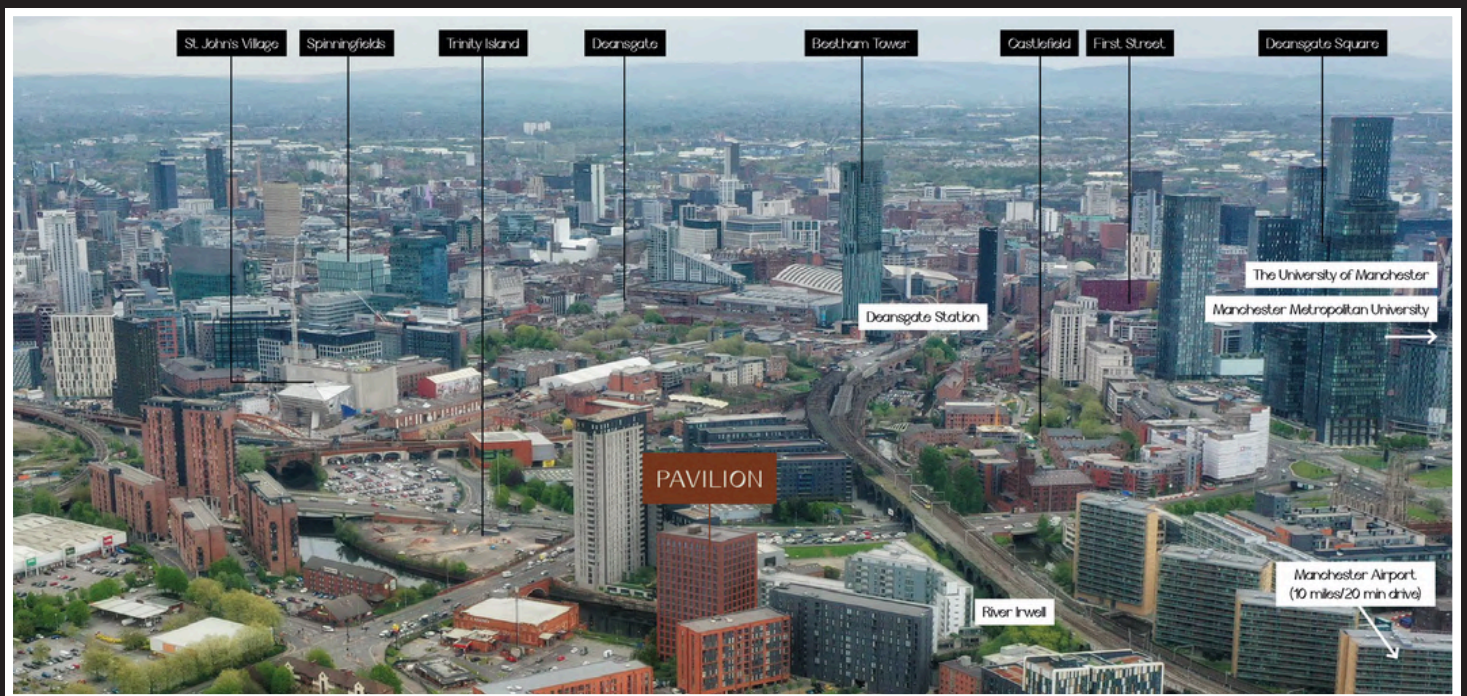 St. John's Village
Spinningfields
Trinity Island
Deansgate
Beetham Tower
Castlefield
First Street
Deansgate Square
The University of Manchester
Manchester Metropolitan University
Deansgate Station
PAVILION
Manchester Airport
(10 miles/20 min drive)
River Irwell